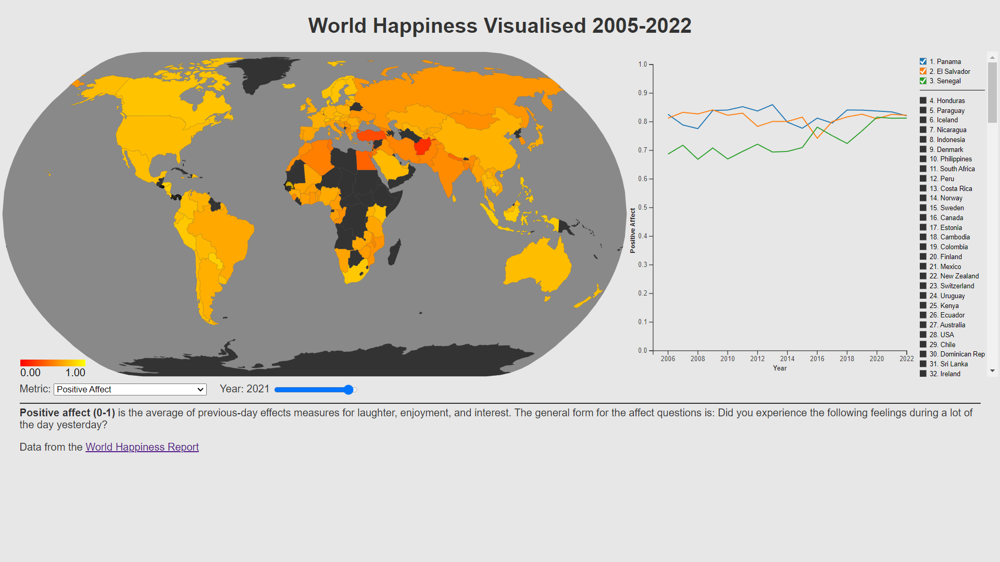 World Happiness Visualised 2005-2022
0.00 1.00
Metric: Positive Affect Year: 2021
1.0
0.9
0.8
0.7
0.6
0.5
0.4
0.3
0.2
0.1
0.0
Positive Affect
2006 2008 2010 2012 2014 2016 2018 2020 2022
Year
1. Panama
2. El Salvador
3. Senegal
4. Honduras
5. Paraguay
6. Iceland
7. Nicaragua
8. Indonesia
9. Denmark
10. Philippines
11. South Africa
12. Peru
13. Costa Rica
14. Norway
15. Sweden
16. Canada
17. Estonia
18. Cambodia
19. Colombia
20. Finland
21. Mexico
22. New Zealand
23. Switzerland
24. Uruguay
25. Kenya
26. Ecuador
27. Australia
28. USA
29. Chile
30. Dominican Rep
31. Sri Lanka
32. Ireland
Positive affect (0-1) is the average of previous-day effects measures for laughter, enjoyment, and interest. The general form for the affect questions is: Did you experience the following feelings during a lot of
the day yesterday?
Data from the World Happiness Report